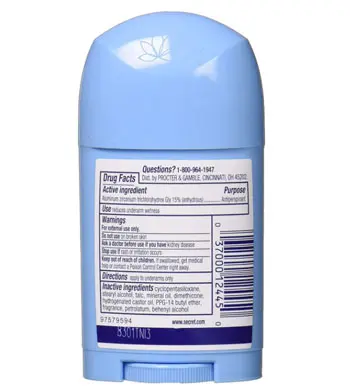 Questions? 1-800-964-1947
Dist. by PROCTER & GAMBLE, CINCINNATI, OH 45202
Drug Facts
Active ingredient Purpose
Aluminum zirconium trichlorohydrex Gly 15% (anhydrous) Antiperspirant
Use reduces underarm wetness
Warnings
For external use only.
Do not use on broken skin
Ask a doctor before use if you have kidney disease
Stop use if rash or irritation occurs
Keep out of reach of children. If swallowed, get medical
help or contact a Poison Control Center right away.
Directions apply to underarms only
Inactive ingredients cyclopentasiloxane,
stearyl alcohol, talc, mineral oil, dimethicone,
hydrogenated castor oil, PPG-14 butyl ether,
fragrance, petrolatum, behenyl alcohol
www.secret.com
97579594
0 37000 12445 0
8301TNI3